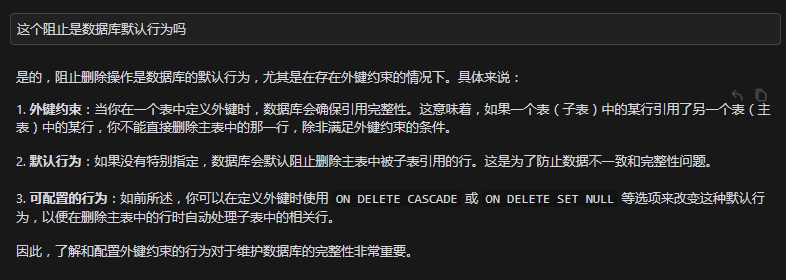 这个阻止是数据库默认行为吗
是的，阻止删除操作是数据库的默认行为，尤其是在存在外键约束的情况下。具体来说：
1. 外键约束：当你在一个表中定义外键时，数据库会确保引用完整性。这意味着，如果一个表（子表）中的某行引用了另一个表（主
表）中的某行，你不能直接删除主表中的那一行，除非满足外键约束的条件。
2. 默认行为：如果没有特别指定，数据库会默认阻止删除主表中被子表引用的行。这是为了防止数据不一致和完整性问题。
3. 可配置的行为：如前所述，你可以在定义外键时使用 ON DELETE CASCADE 或 ON DELETE SET NULL 等选项来改变这种默认行
为，以便在删除主表中的行时自动处理子表中的相关行。
因此，了解和配置外键约束的行为对于维护数据库的完整性非常重要。